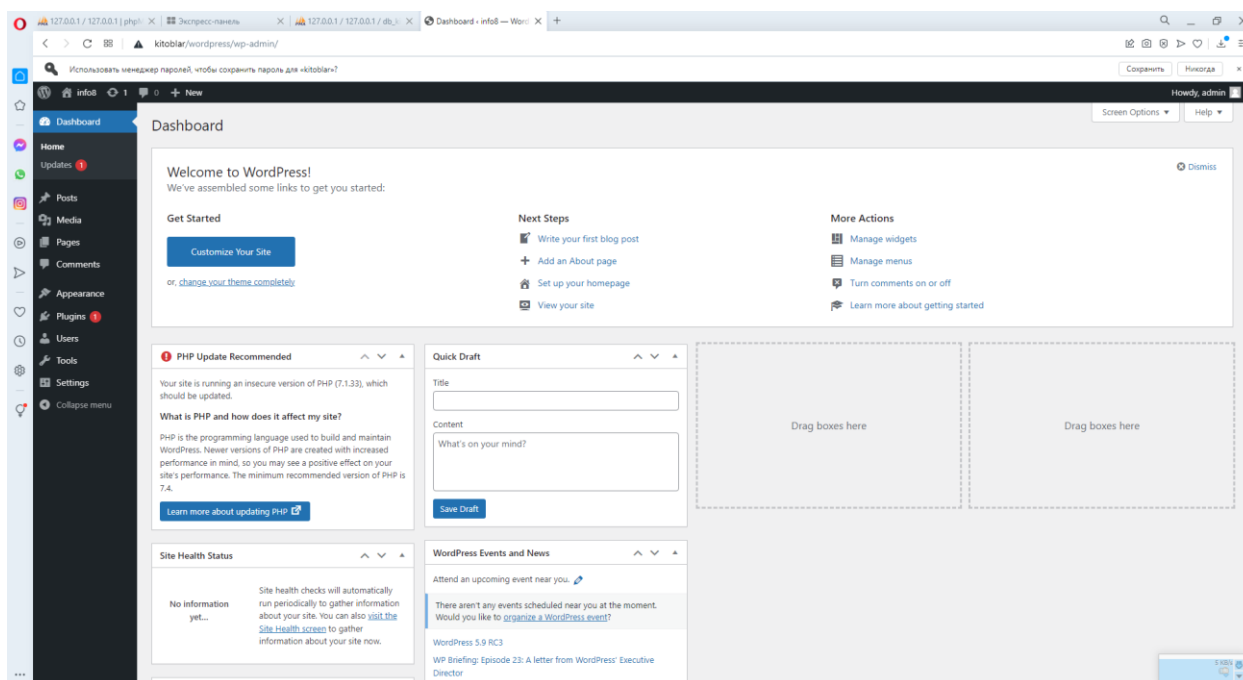 127.0.0.1 / 127.0.0.1 | php
Экспресс-панель
127.0.0.1 / 127.0.0.1 / db_
Dashboard ‹ info8 — Word
kitoblar/wordpress/wp-admin/
Использовать менеджер паролей, чтобы сохранить пароль для «kitoblar»?
Сохранить
Никогда
info8
1
0
New
Howdy, admin
Dashboard
Home
Updates 1
Posts
Media
Pages
Comments
Appearance
Plugins 1
Users
Tools
Settings
Collapse menu
Dashboard
Screen Options
Help
Welcome to WordPress!
We've assembled some links to get you started:
Dismiss
Get Started
Customize Your Site
or, change your theme completely
Next Steps
Write your first blog post
Add an About page
Set up your homepage
View your site
More Actions
Manage widgets
Manage menus
Turn comments on or off
Learn more about getting started
PHP Update Recommended
Your site is running an insecure version of PHP (7.1.33), which
should be updated.
What is PHP and how does it affect my site?
PHP is the programming language used to build and maintain
WordPress. Newer versions of PHP are created with increased
performance in mind, so you may see a positive effect on your
site's performance. The minimum recommended version of PHP is
7.4.
Learn more about updating PHP
Quick Draft
Title
Content
What's on your mind?
Save Draft
Drag boxes here
Drag boxes here
Site Health Status
No information
yet...
Site health checks will automatically
run periodically to gather information
about your site. You can also visit the
Site Health screen to gather
information about your site now.
WordPress Events and News
Attend an upcoming event near you.
There aren't any events scheduled near you at the moment.
Would you like to organize a WordPress event?
WordPress 5.9 RC3
WP Briefing: Episode 23: A letter from WordPress' Executive
Director